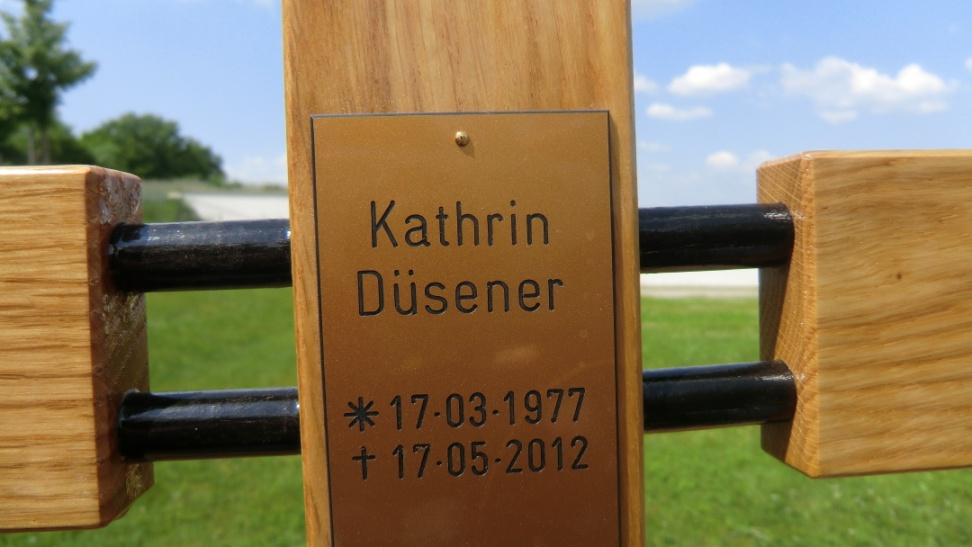 Kathrin
Düsener
* 17·03·1977
† 17·05·2012